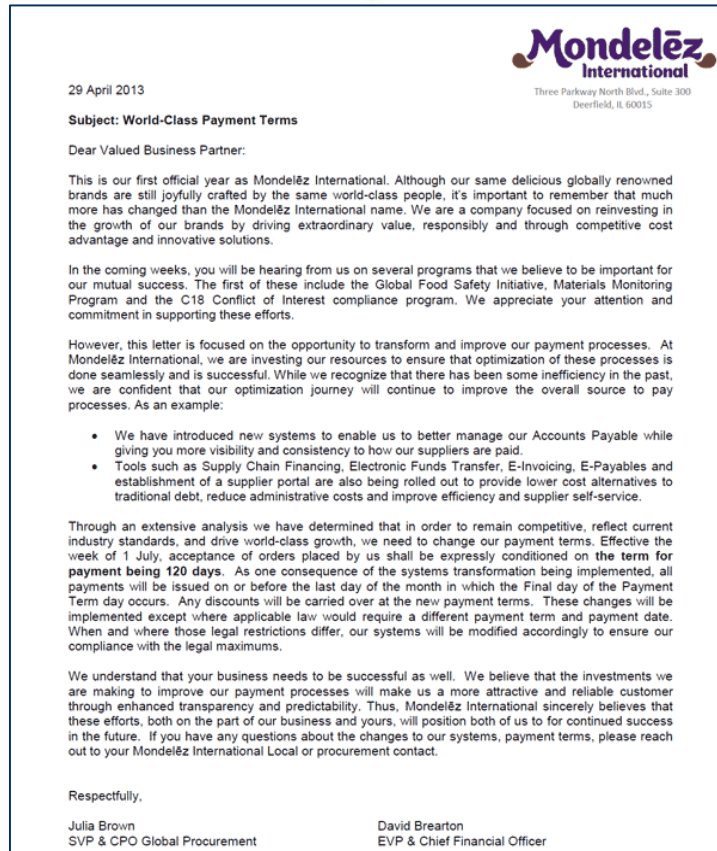 Mondelēz
International
Three Parkway North Blvd., Suite 300
Deerfield, IL 60015
29 April 2013
Subject: World-Class Payment Terms
Dear Valued Business Partner:
This is our first official year as Mondelēz International. Although our same delicious globally renowned
brands are still joyfully crafted by the same world-class people, it's important to remember that much
more has changed than the Mondelēz International name. We are a company focused on reinvesting in
the growth of our brands by driving extraordinary value, responsibly and through competitive cost
advantage and innovative solutions.
In the coming weeks, you will be hearing from us on several programs that we believe to be important for
our mutual success. The first of these include the Global Food Safety Initiative, Materials Monitoring
Program and the C18 Conflict of Interest compliance program. We appreciate your attention and
commitment in supporting these efforts.
However, this letter is focused on the opportunity to transform and improve our payment processes. At
Mondelēz International, we are investing our resources to ensure that optimization of these processes is
done seamlessly and is successful. While we recognize that there has been some inefficiency in the past,
we are confident that our optimization journey will continue to improve the overall source to pay
processes. As an example:
• We have introduced new systems to enable us to better manage our Accounts Payable while
giving you more visibility and consistency to how our suppliers are paid.
• Tools such as Supply Chain Financing, Electronic Funds Transfer, E-Invoicing, E-Payables and
establishment of a supplier portal are also being rolled out to provide lower cost alternatives to
traditional debt, reduce administrative costs and improve efficiency and supplier self-service.
Through an extensive analysis we have determined that in order to remain competitive, reflect current
industry standards, and drive world-class growth, we need to change our payment terms. Effective the
week of 1 July, acceptance of orders placed by us shall be expressly conditioned on the term for
payment being 120 days. As one consequence of the systems transformation being implemented, all
payments will be issued on or before the last day of the month in which the Final day of the Payment
Term day occurs. Any discounts will be carried over at the new payment terms. These changes will be
implemented except where applicable law would require a different payment term and payment date.
When and where those legal restrictions differ, our systems will be modified accordingly to ensure our
compliance with the legal maximums.
We understand that your business needs to be successful as well. We believe that the investments we
are making to improve our payment processes will make us a more attractive and reliable customer
through enhanced transparency and predictability. Thus, Mondelēz International sincerely believes that
these efforts, both on the part of our business and yours, will position both of us to for continued success
in the future. If you have any questions about the changes to our systems, payment terms, please reach
out to your Mondelēz International Local or procurement contact.
Respectfully,
Julia Brown David Brearton
SVP & CPO Global Procurement EVP & Chief Financial Officer